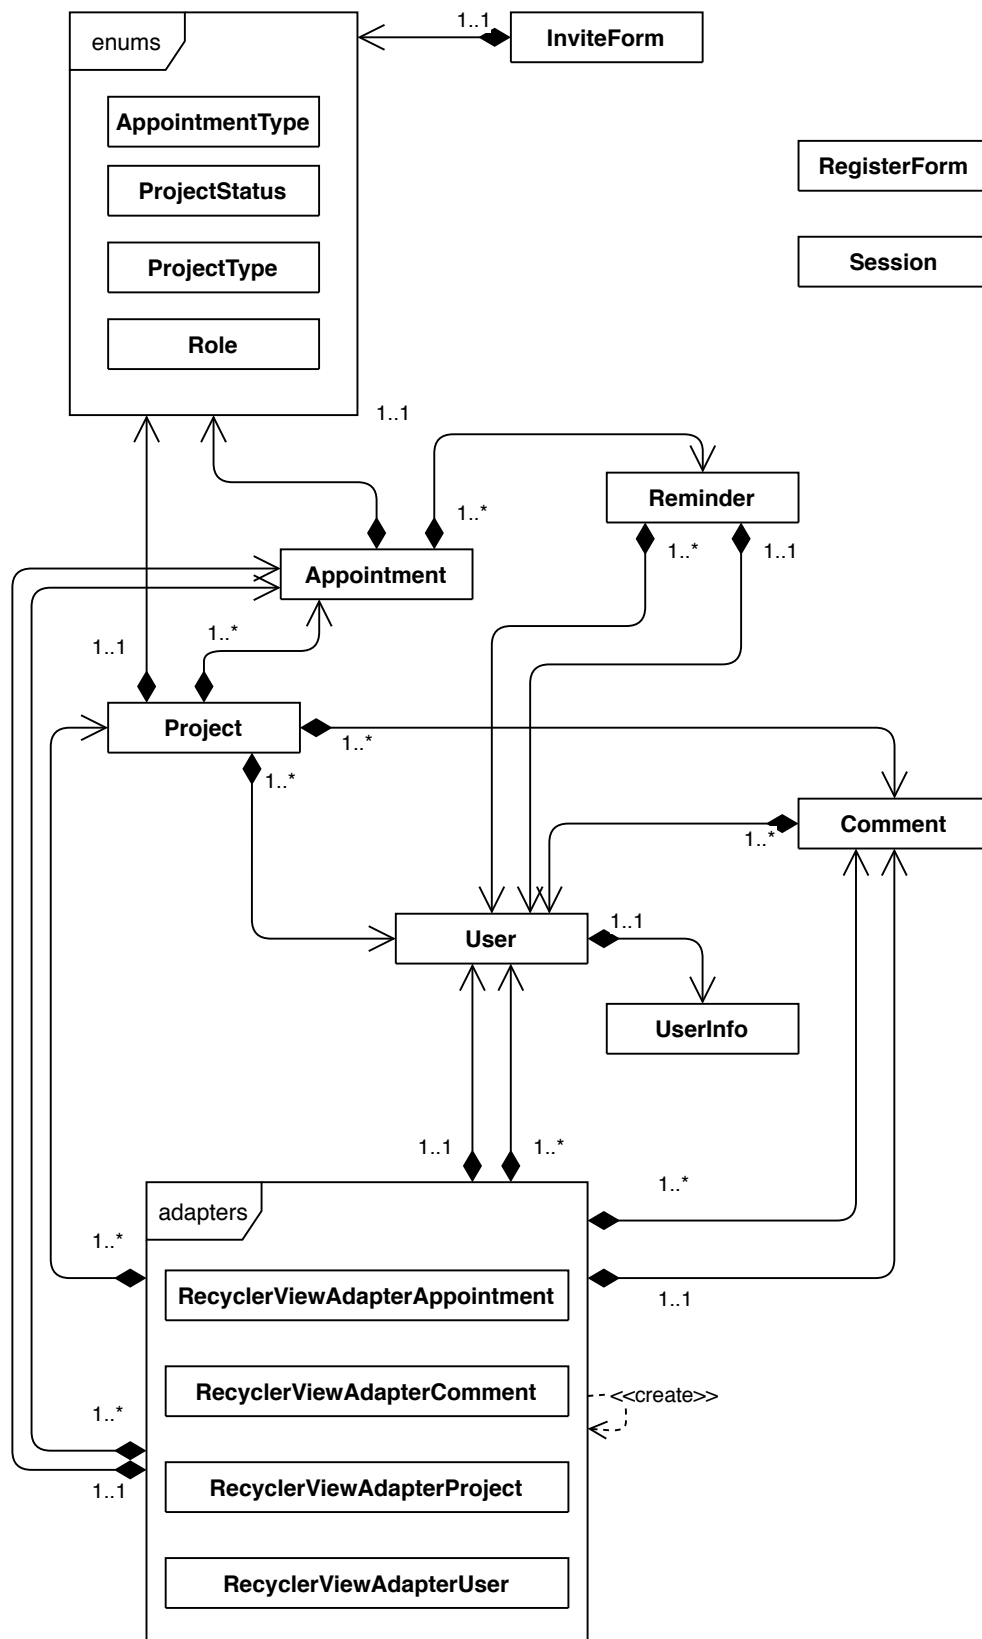 1..1
InviteForm
enums
AppointmentType
RegisterForm
ProjectStatus
Session
ProjectType
Role
1..1
Reminder
1..*
1..*
1..1
Appointment
1..*
1..1
Project
1..*
1..*
Comment
1..*
1..1
User
UserInfo
1..1
1..*
1..*
adapters
1..*
RecyclerViewAdapterAppointment
1..1
RecyclerViewAdapterComment
<<create>>
1..*
RecyclerViewAdapterProject
1..1
RecyclerViewAdapterUser